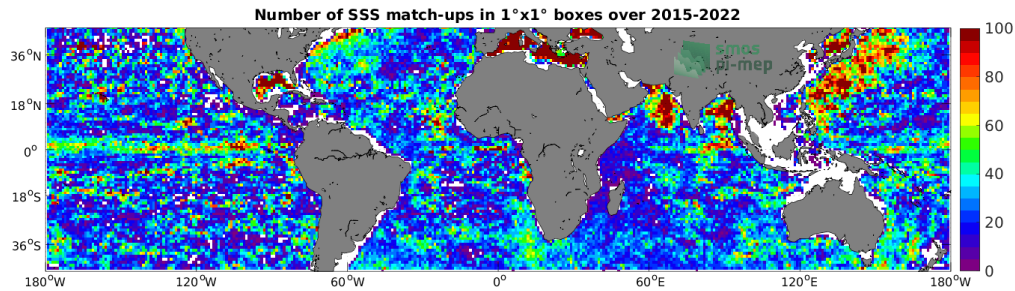 Number of SSS match-ups in 1°x1° boxes over 2015-2022
smos
pi-mep
36°N
18°N
0°
18°S
36°S
180°W
120°W
60°W
0°
60°E
120°E
180°W
100
80
60
40
20
0